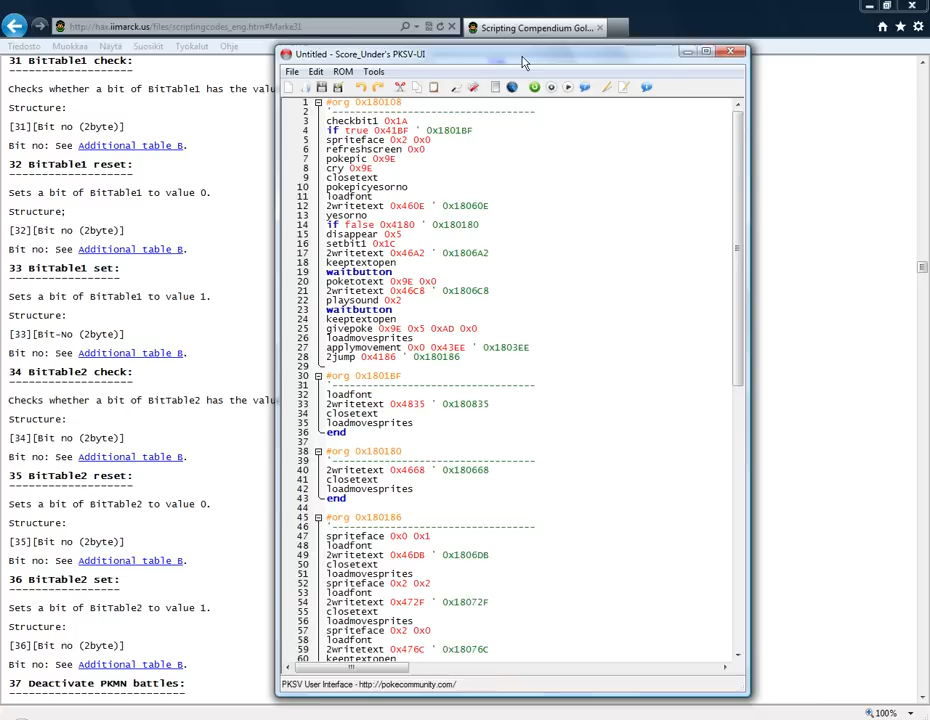 http://hax.iimarck.us/files/scriptingcodes_eng.htm#Marke31
Scripting Compendium Gol...
Tiedosto Muokkaa Näytä Suosikit Työkalut Ohje
31 BitTable1 check:
Checks whether a bit of BitTable1 has the valu
Structure:
[31][Bit no (2byte)]
Bit no: See Additional table B.
32 BitTable1 reset:
Sets a bit of BitTable1 to value 0.
Structure;
[32][Bit no (2byte)]
Bit no: See Additional table B.
33 BitTable1 set:
Sets a bit of BitTable1 to value 1.
Structure:
[33][Bit-No (2byte)]
Bit no: See Additional table B.
34 BitTable2 check:
Checks whether a bit of BitTable2 has the valu
Structure:
[34][Bit no (2byte)]
Bit no: See Additional table B.
35 BitTable2 reset:
Sets a bit of BitTable2 to value 0.
Structure:
[35][Bit no (2byte)]
Bit no: See Additional table B.
36 BitTable2 set:
Sets a bit of BitTable2 to value 1.
Structure:
[36][Bit no (2byte)]
Bit no: See Additional table B.
37 Deactivate PKMN battles:
Untitled - Score_Under's PKSV-UI
File Edit ROM Tools
1 #org 0x180108
2 '-----------------------------------
3 checkbit1 0x1A
4 if true 0x41BF ' 0x1801BF
5 spriteface 0x2 0x0
6 refreshscreen 0x0
7 pokepic 0x9E
8 cry 0x9E
9 closetext
10 pokepicyesorno
11 loadfont
12 2writetext 0x460E ' 0x18060E
13 yesorno
14 if false 0x4180 ' 0x180180
15 disappear 0x5
16 setbit1 0x1C
17 2writetext 0x46A2 ' 0x1806A2
18 keeptextopen
19 waitbutton
20 poketotext 0x9E 0x0
21 2writetext 0x46C8 ' 0x1806C8
22 playsound 0x2
23 waitbutton
24 keeptextopen
25 givepoke 0x9E 0x5 0xAD 0x0
26 loadmovesprites
27 applymovement 0x0 0x43EE ' 0x1803EE
28 2jump 0x4186 ' 0x180186
29
30 #org 0x1801BF
31 '-----------------------------------
32 loadfont
33 2writetext 0x4835 ' 0x180835
34 closetext
35 loadmovesprites
36 end
37
38 #org 0x180180
39 '-----------------------------------
40 2writetext 0x4668 ' 0x180668
41 closetext
42 loadmovesprites
43 end
44
45 #org 0x180186
46 '-----------------------------------
47 spriteface 0x0 0x1
48 loadfont
49 2writetext 0x46DB ' 0x1806DB
50 closetext
51 loadmovesprites
52 spriteface 0x2 0x2
53 loadfont
54 2writetext 0x472F ' 0x18072F
55 closetext
56 loadmovesprites
57 spriteface 0x2 0x0
58 loadfont
59 2writetext 0x476C ' 0x18076C
60 keeptextopen
PKSV User Interface - http://pokecommunity.com/
100%